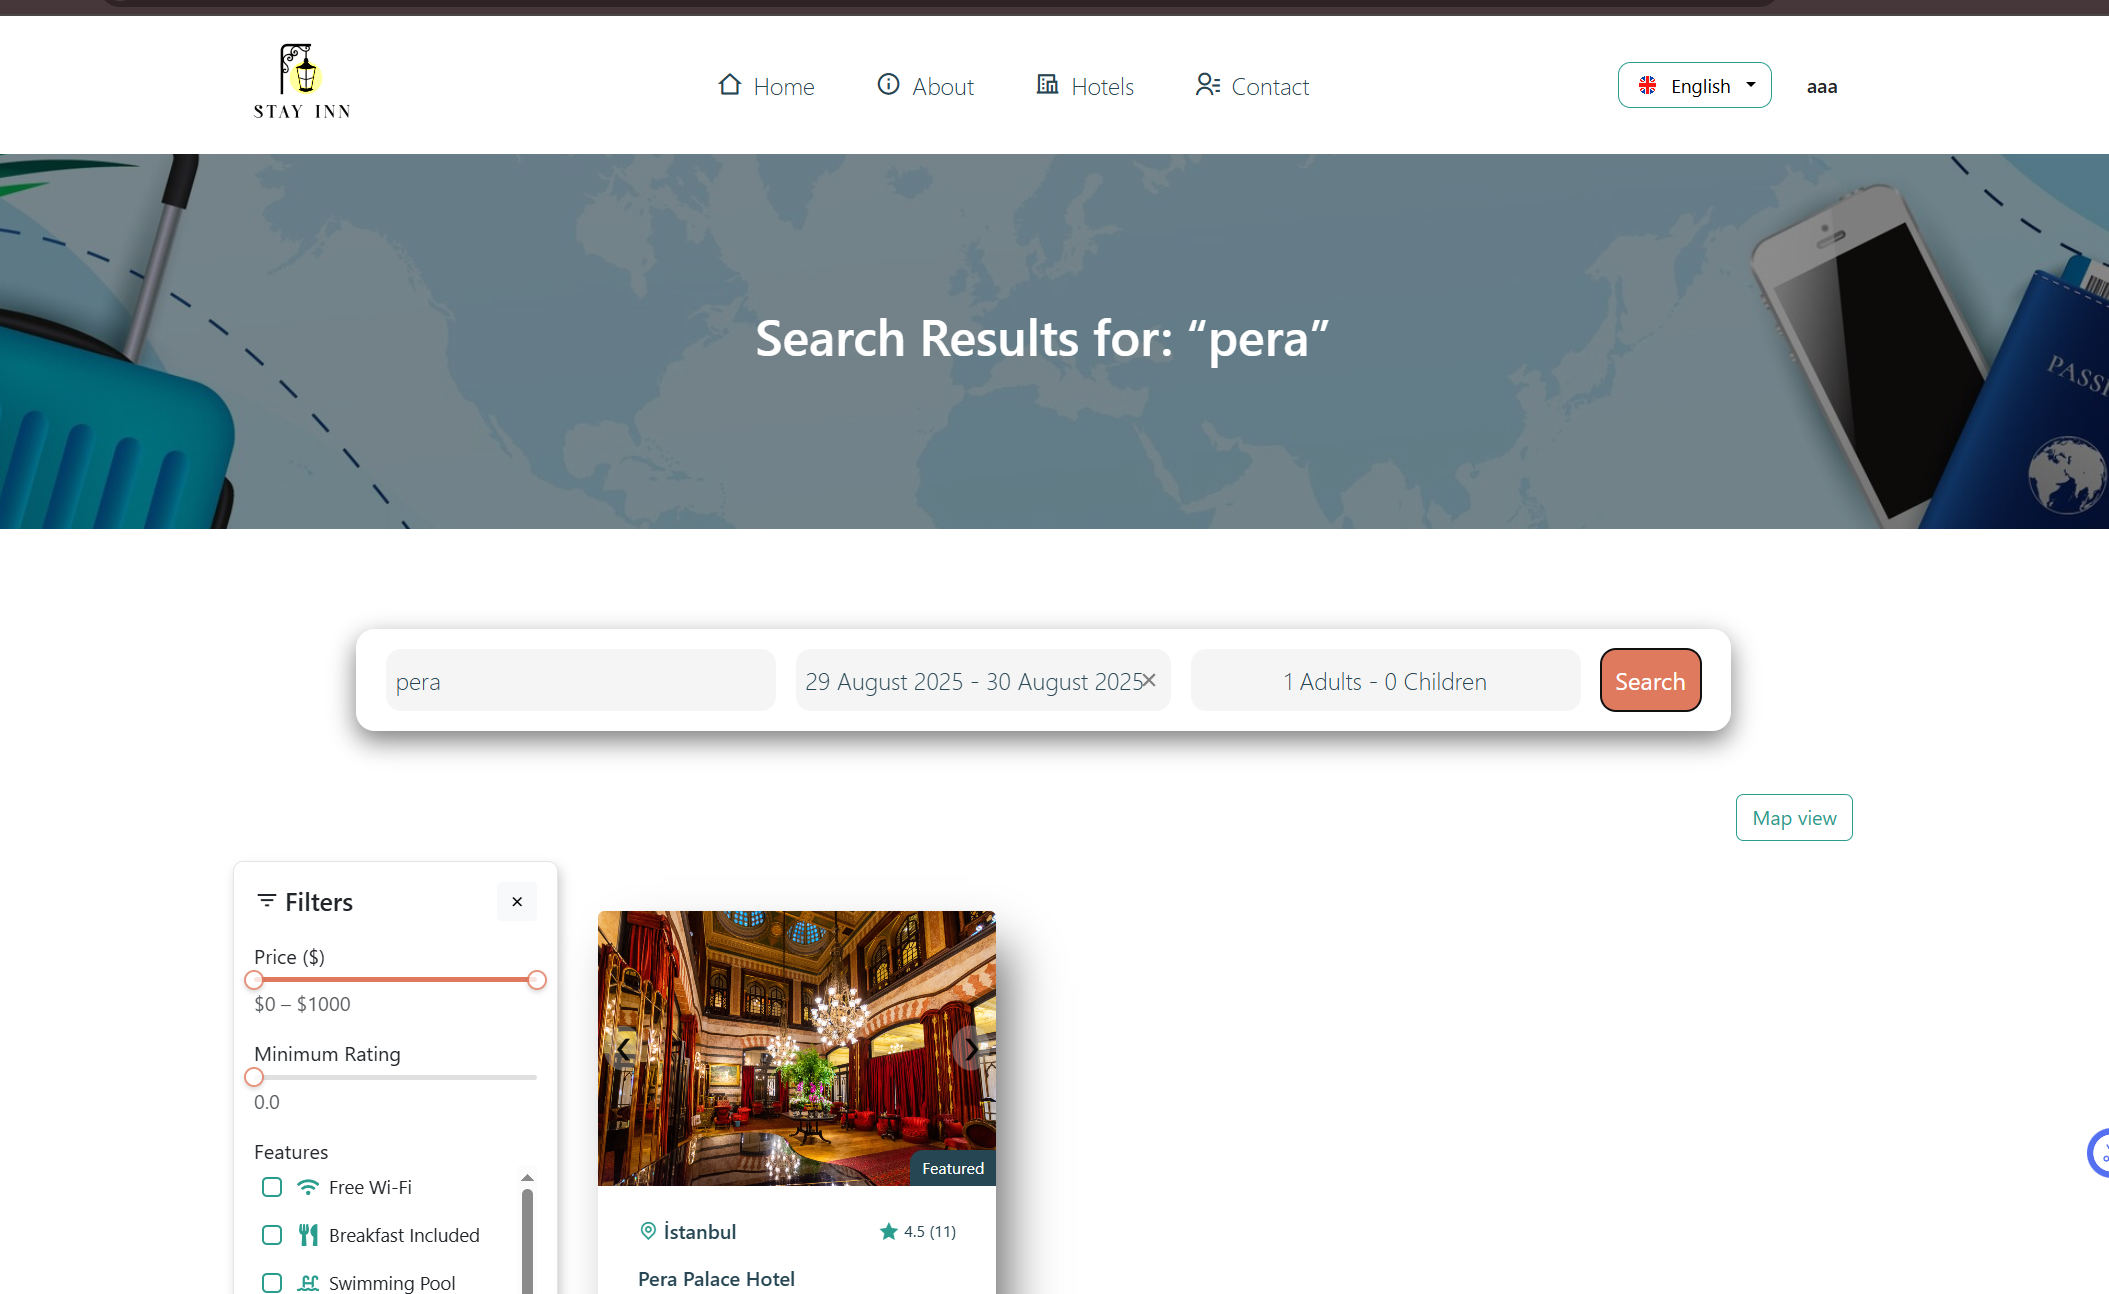 STAY INN
Home
About
Hotels
Contact
English
aaa
Search Results for: “pera”
pera
29 August 2025 - 30 August 2025
1 Adults - 0 Children
Search
Map view
Filters
Price ($)
$0 – $1000
Minimum Rating
0.0
Features
Free Wi-Fi
Breakfast Included
Swimming Pool
Featured
İstanbul
4.5 (11)
Pera Palace Hotel